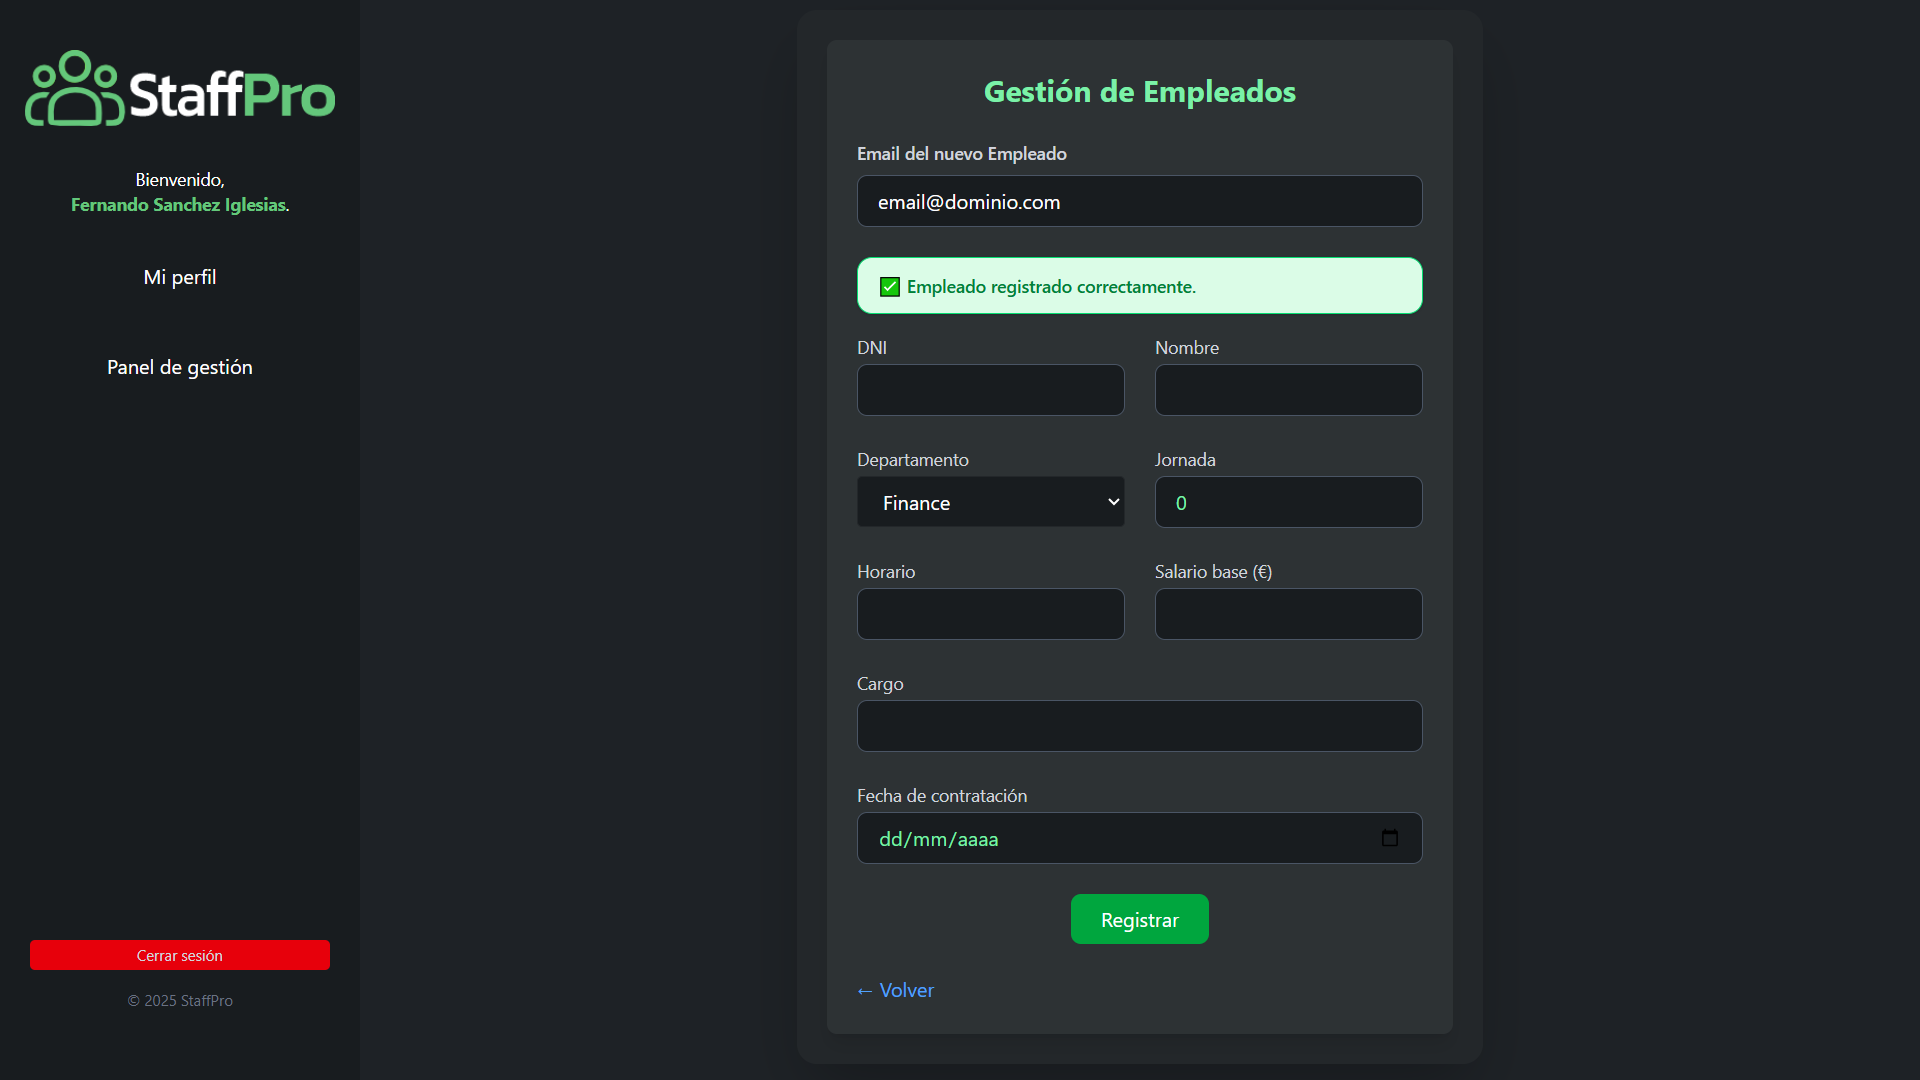 StaffPro
Bienvenido,
Fernando Sanchez Iglesias.
Mi perfil
Panel de gestión
Cerrar sesión
© 2025 StaffPro
Gestión de Empleados
Email del nuevo Empleado
email@dominio.com
✅ Empleado registrado correctamente.
DNI
Nombre
Departamento
Jornada
Finance
0
Horario
Salario base (€)
Cargo
Fecha de contratación
dd/mm/aaaa
Registrar
← Volver